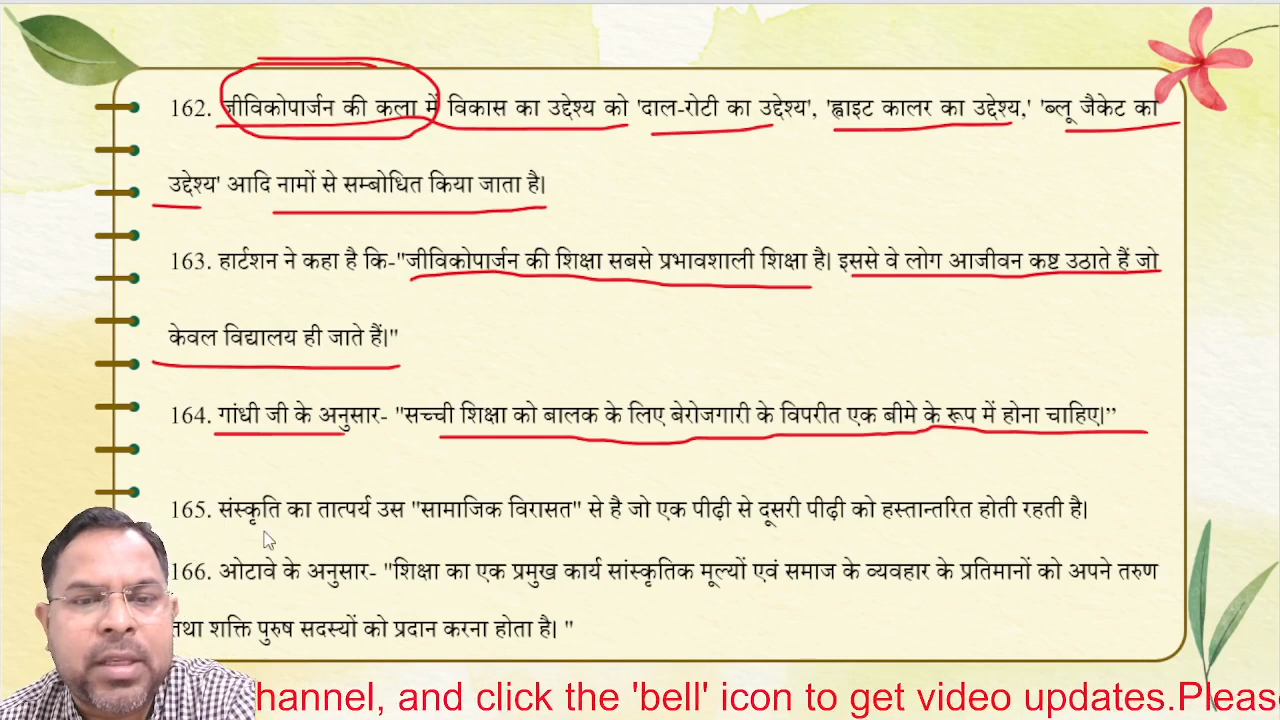 162. जीविकोपार्जन की कला में विकास का उद्देश्य को 'दाल-रोटी का उद्देश्य', 'ह्वाइट कालर का उद्देश्य,' 'ब्लू जैकेट का
उद्देश्य' आदि नामों से सम्बोधित किया जाता है।
163. हार्टशन ने कहा है कि-"जीविकोपार्जन की शिक्षा सबसे प्रभावशाली शिक्षा है। इससे वे लोग आजीवन कष्ट उठाते हैं जो
केवल विद्यालय ही जाते हैं।"
164. गांधी जी के अनुसार- "सच्ची शिक्षा को बालक के लिए बेरोजगारी के विपरीत एक बीमे के रूप में होना चाहिए।”
165. संस्कृति का तात्पर्य उस "सामाजिक विरासत" से है जो एक पीढ़ी से दूसरी पीढ़ी को हस्तान्तरित होती रहती है।
166. ओटावे के अनुसार- "शिक्षा का एक प्रमुख कार्य सांस्कृतिक मूल्यों एवं समाज के व्यवहार के प्रतिमानों को अपने तरुण
तथा शक्ति पुरुष सदस्यों को प्रदान करना होता है। "
hannel, and click the 'bell' icon to get video updates.Pleas